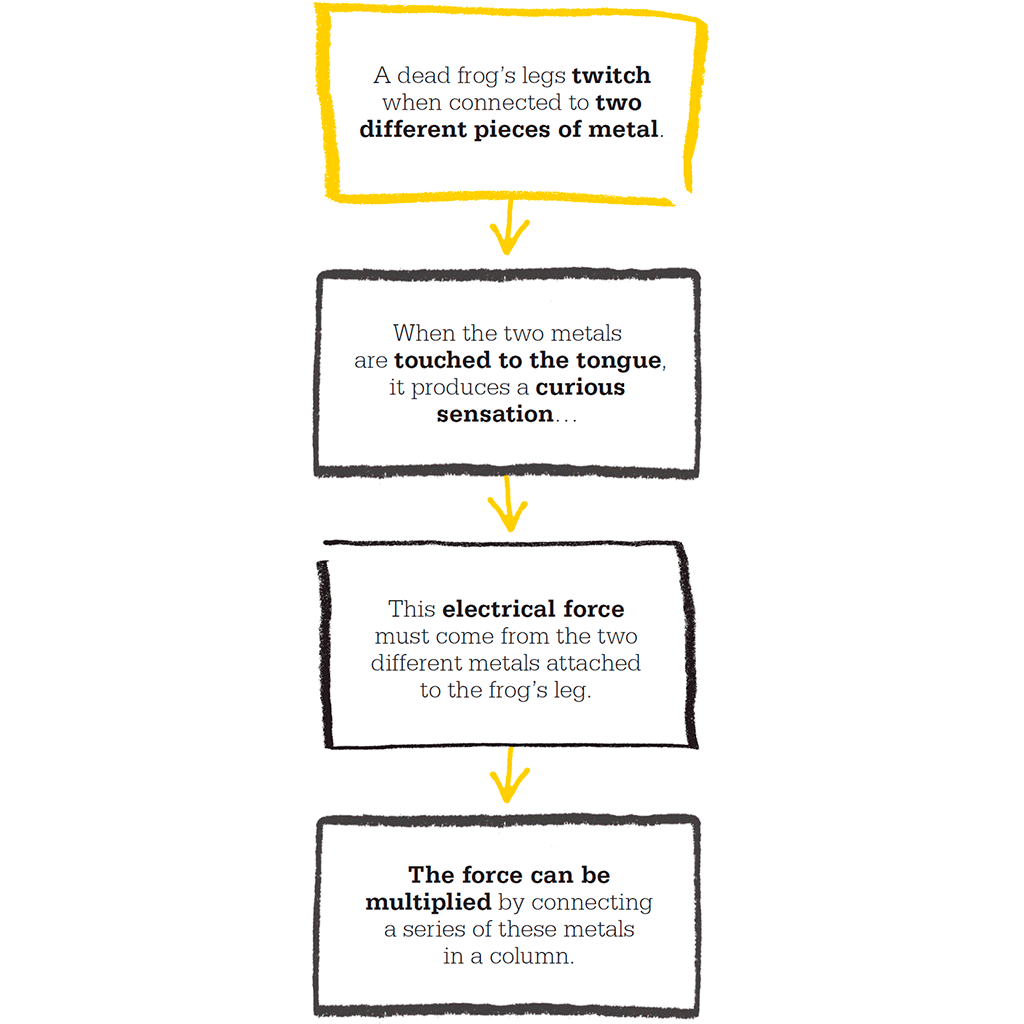 A dead frog’s legs twitch
when connected to two
different pieces of metal.
When the two metals
are touched to the tongue,
it produces a curious
sensation…
This electrical force
must come from the two
different metals attached
to the frog’s leg.
The force can be
multiplied by connecting
a series of these metals
in a column.